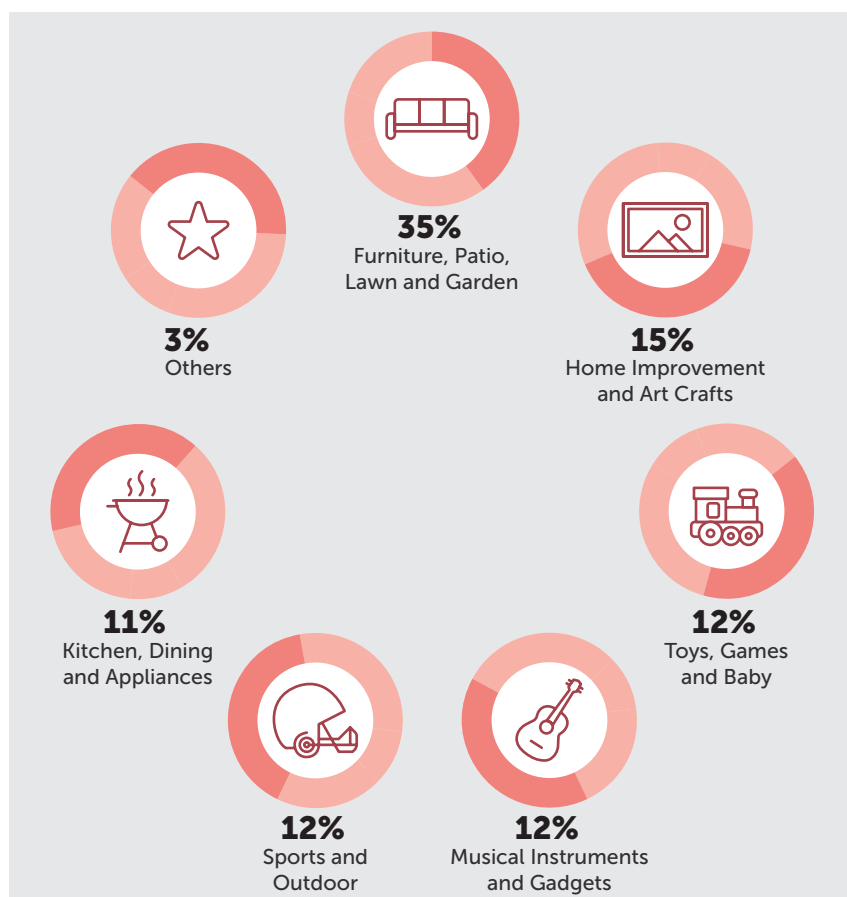 35%
Furniture, Patio,
Lawn and Garden
15%
Home Improvement
and Art Crafts
12%
Toys, Games
and Baby
12%
Musical Instruments
and Gadgets
12%
Sports and
Outdoor
11%
Kitchen, Dining
and Appliances
3%
Others